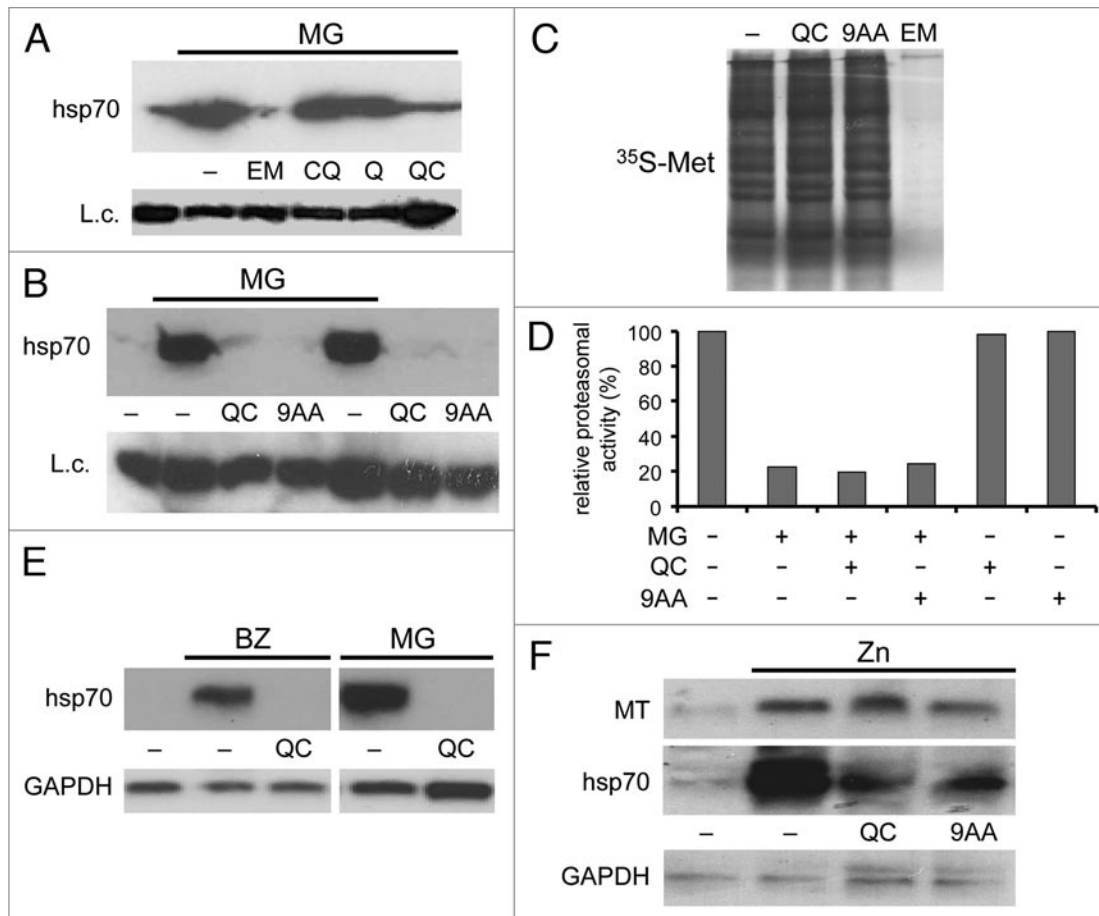 A
MG
hsp70
– EM CQ Q QC
L.c.
B
MG
hsp70
– – QC 9AA – QC 9AA
L.c.
E
BZ MG
hsp70
– – QC – QC
GAPDH
C
– QC 9AA EM
³⁵S-Met
D
relative proteasomal
activity (%)
100
80
60
40
20
0
MG – + + + – –
QC – – + – + –
9AA – – – + – +
F
Zn
MT
hsp70
– – QC 9AA
GAPDH